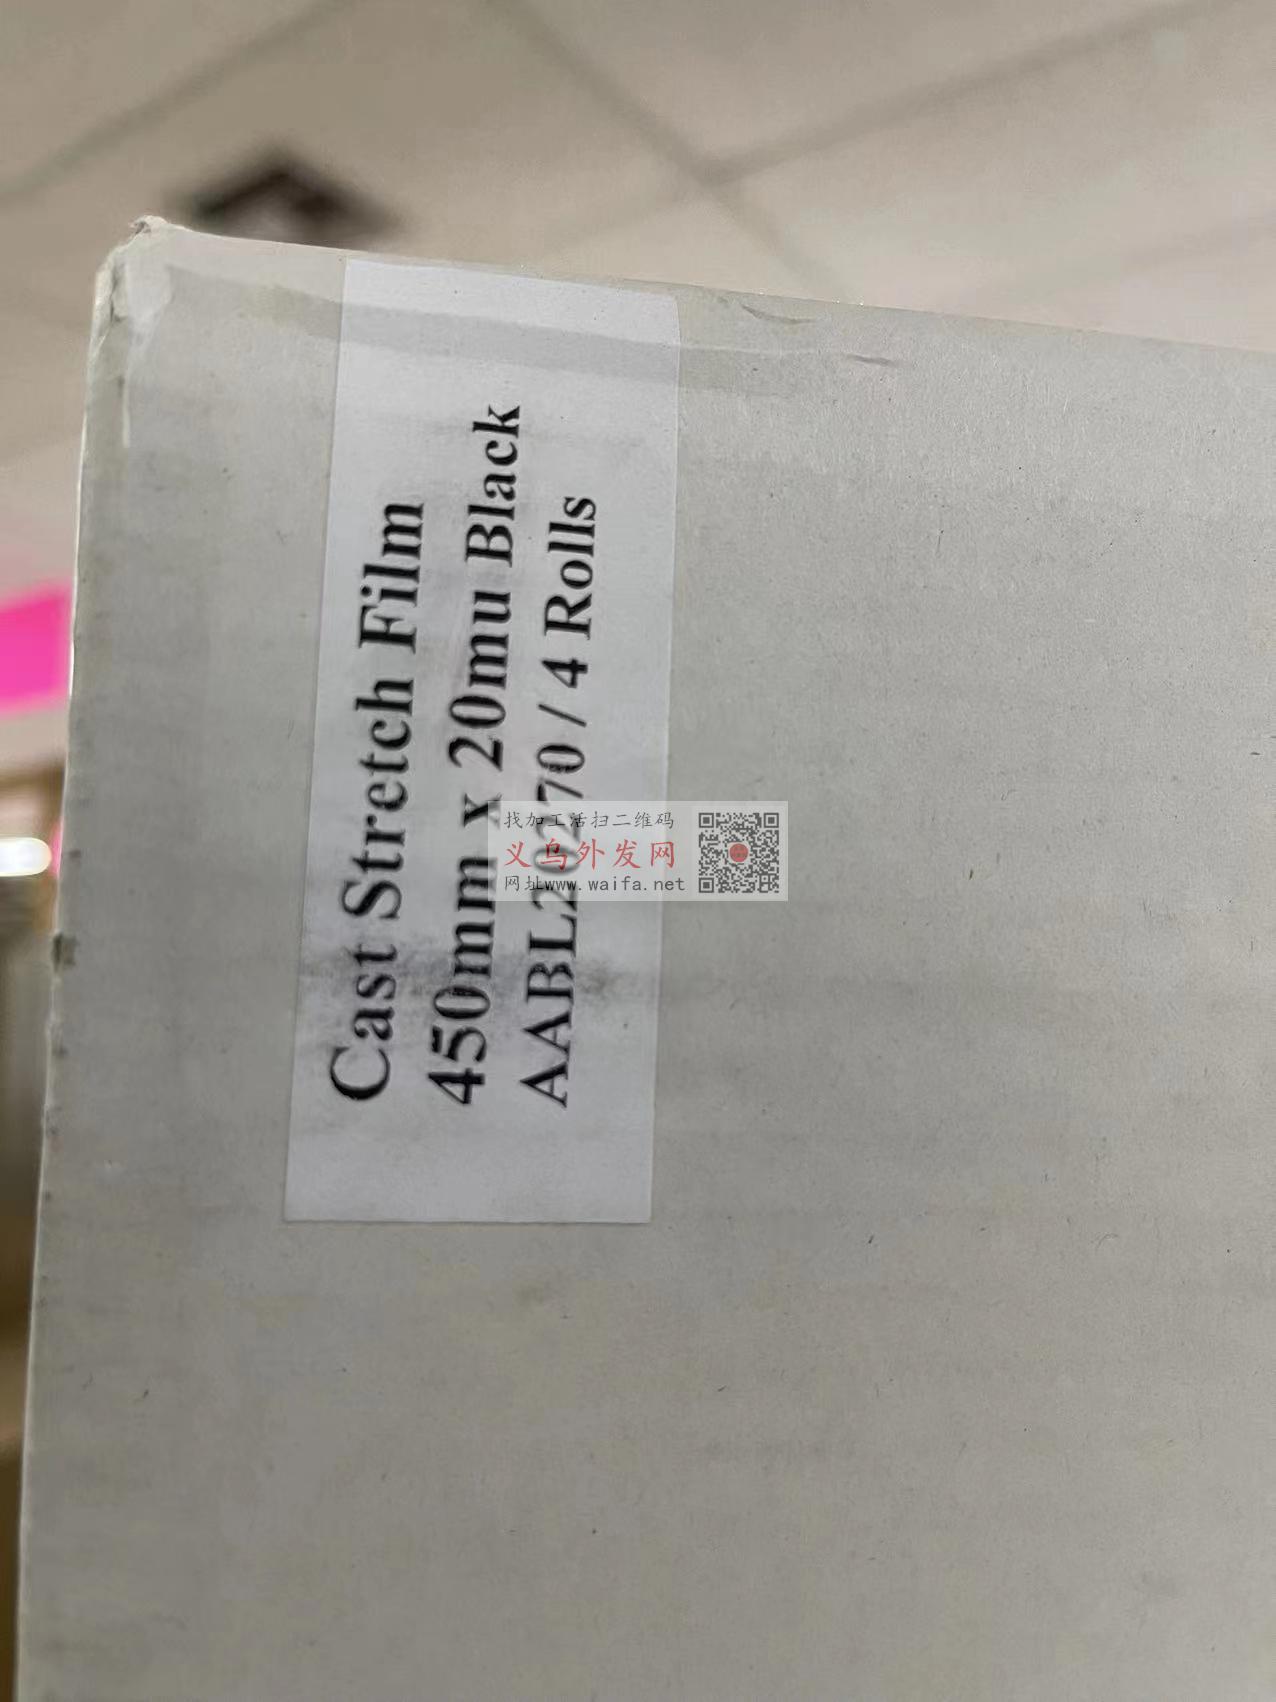 Cast Stretch Film
450mm x 20mu Black
AABL20270 / 4 Rolls
找加工活扫二维码
义乌外发网
网址www.waifa.net